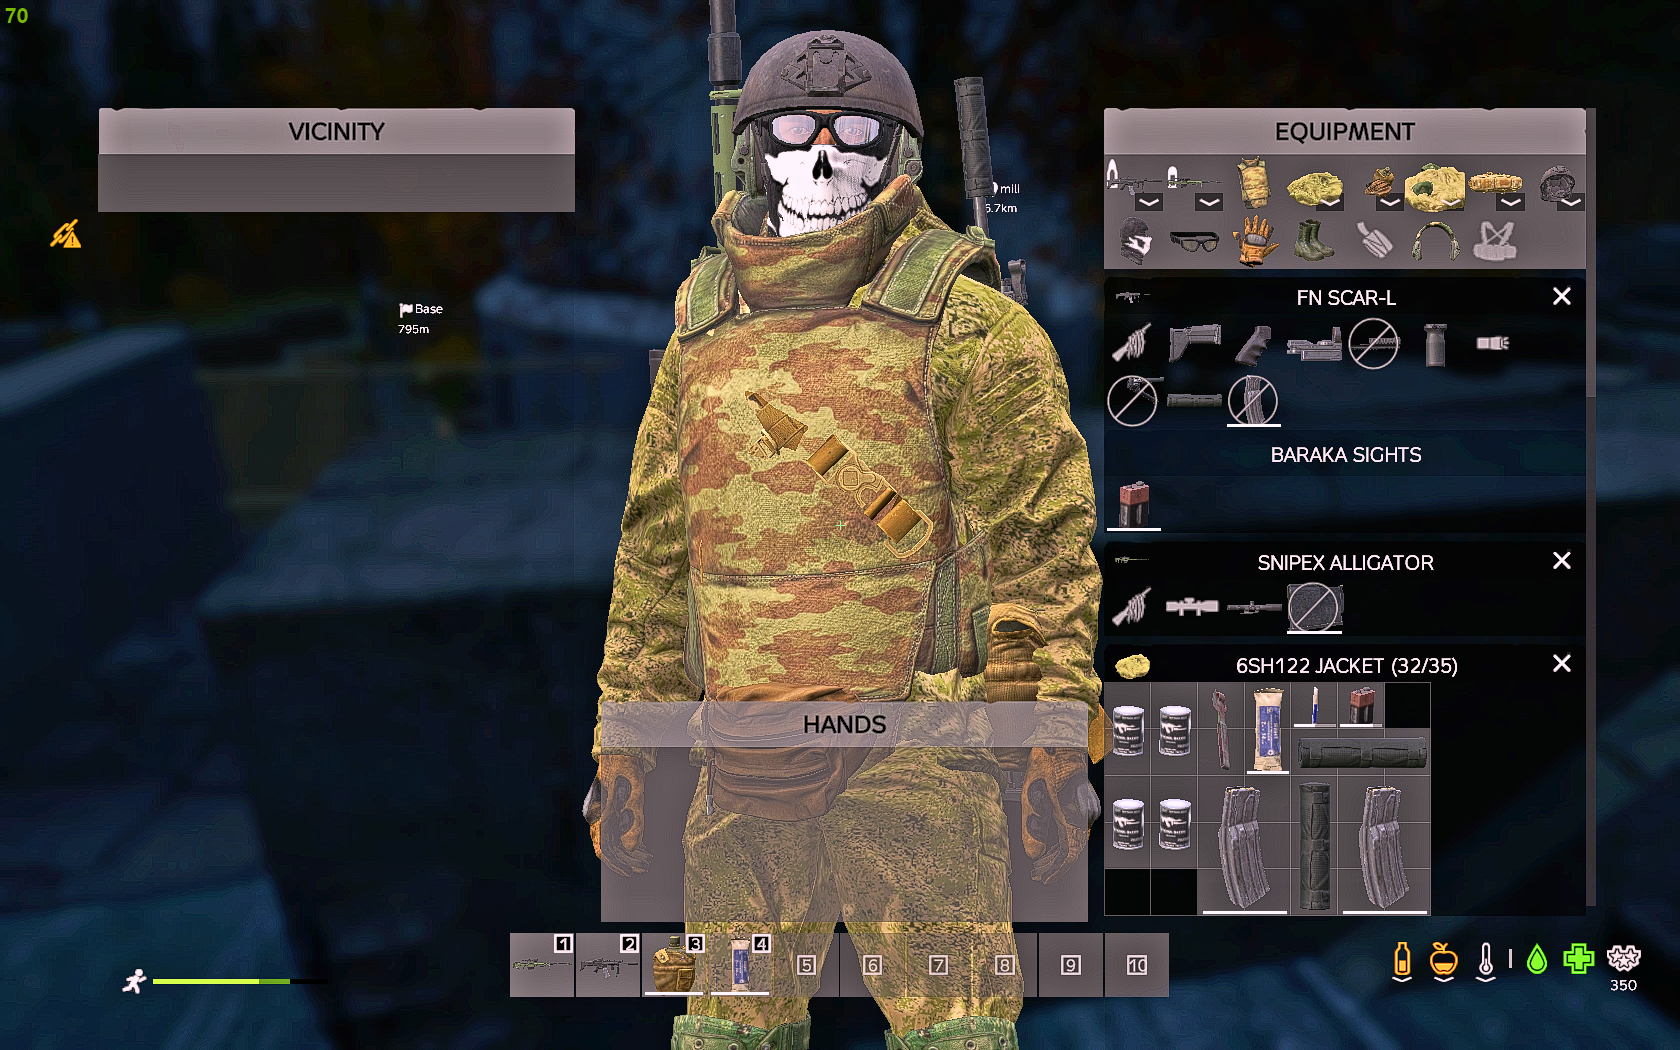 70
VICINITY
EQUIPMENT
mill
5.7km
Base
795m
FN SCAR-L
BARAKA SIGHTS
SNIPEX ALLIGATOR
6SH122 JACKET (32/35)
HANDS
1
2
3
4
5
6
7
8
9
10
350